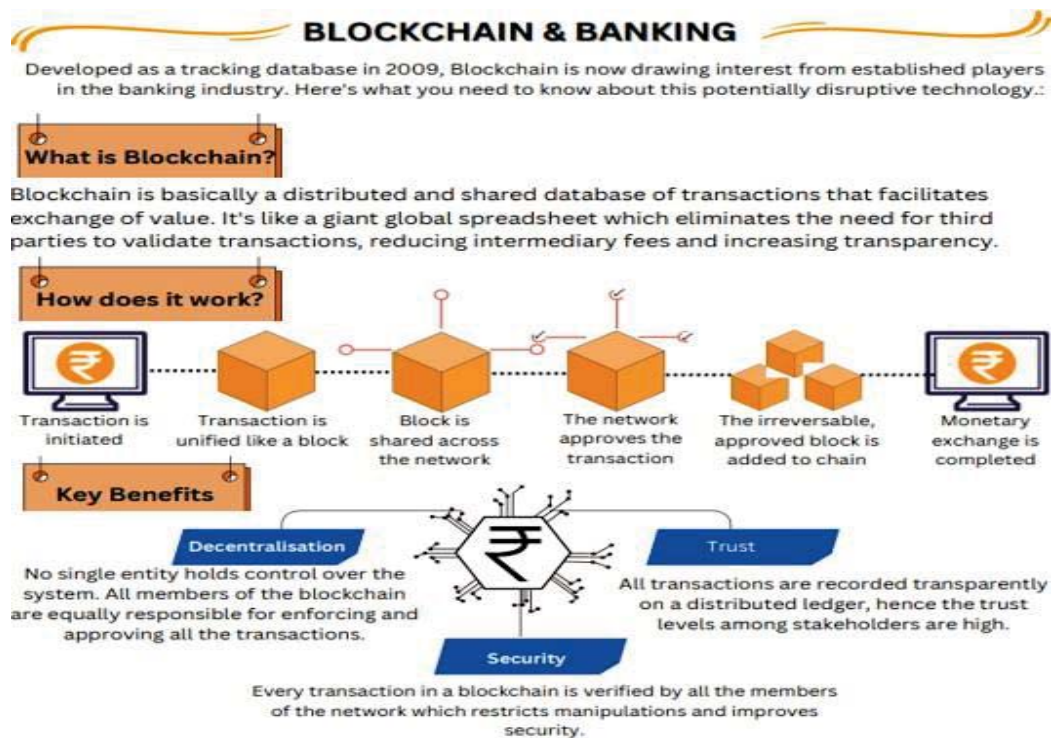 BLOCKCHAIN & BANKING
Developed as a tracking database in 2009, Blockchain is now drawing interest from established players
in the banking industry. Here's what you need to know about this potentially disruptive technology.:
What is Blockchain?
Blockchain is basically a distributed and shared database of transactions that facilitates
exchange of value. It's like a giant global spreadsheet which eliminates the need for third
parties to validate transactions, reducing intermediary fees and increasing transparency.
How does it work?
₹
₹
Transaction is
initiated
Transaction is
unified like a block
Block is
shared across
the network
The network
approves the
transaction
The irreversable,
approved block is
added to chain
Monetary
exchange is
completed
Key Benefits
₹
Decentralisation
No single entity holds control over the
system. All members of the blockchain
are equally responsible for enforcing and
approving all the transactions.
Trust
All transactions are recorded transparently
on a distributed ledger, hence the trust
levels among stakeholders are high.
Security
Every transaction in a blockchain is verified by all the members
of the network which restricts manipulations and improves
security.